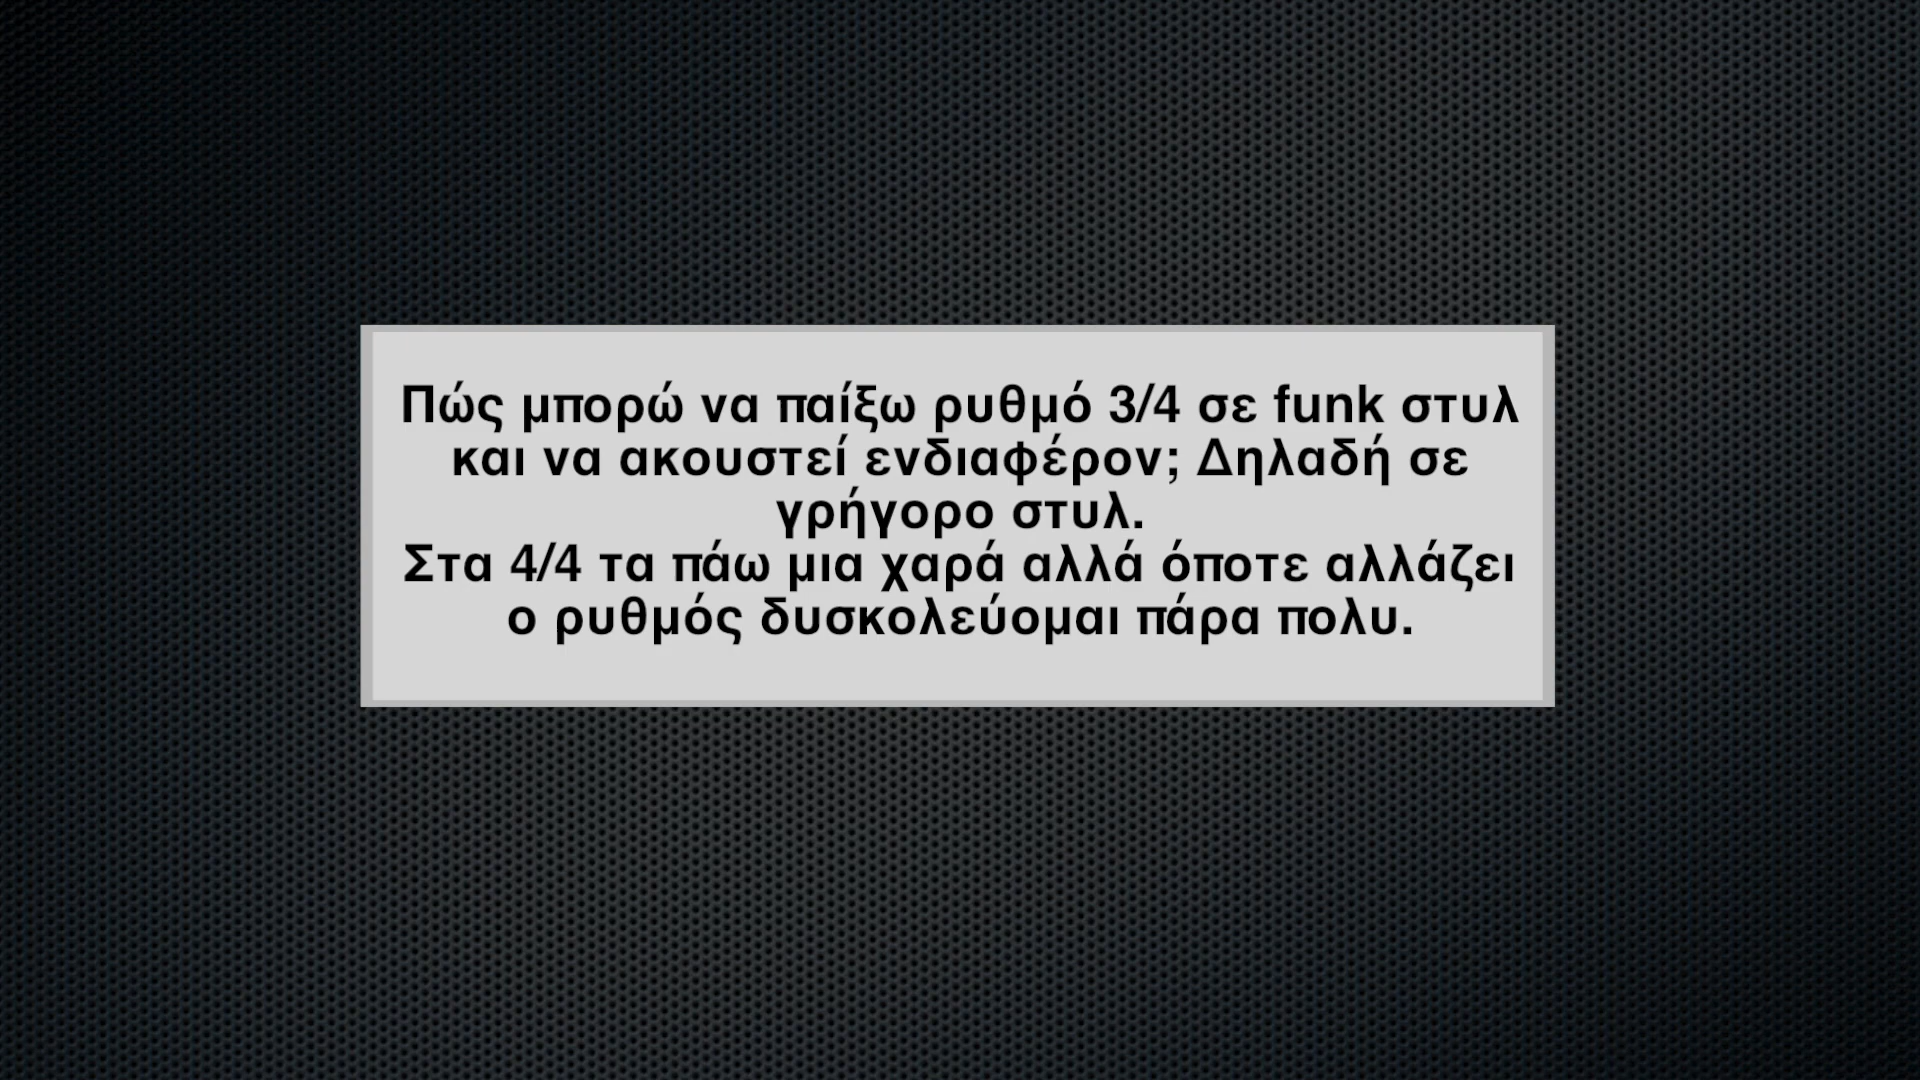 Πώς μπορώ να παίξω ρυθμό 3/4 σε funk στυλ
και να ακουστεί ενδιαφέρον; Δηλαδή σε
γρήγορο στυλ.
Στα 4/4 τα πάω μια χαρά αλλά όποτε αλλάζει
ο ρυθμός δυσκολεύομαι πάρα πολυ.